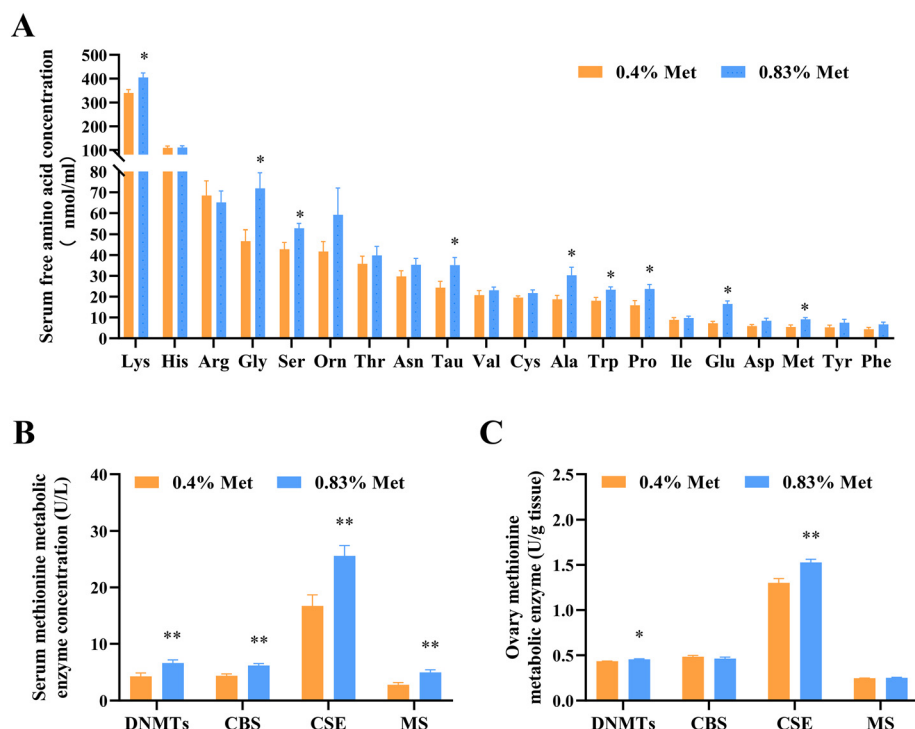 A
Serum free amino acid concentration
( nmol/ml)
500
400
300
200
100
80
70
60
50
40
30
20
10
0
0.4% Met 0.83% Met
* * * * * * * * *
Lys His Arg Gly Ser Orn Thr Asn Tau Val Cys Ala Trp Pro Ile Glu Asp Met Tyr Phe
B
Serum methionine metabolic
enzyme concentration (U/L)
40
30
20
10
0
0.4% Met 0.83% Met
** ** ** **
DNMTs CBS CSE MS
C
Ovary methionine
metabolic enzyme (U/g tissue)
2.5
2.0
1.5
1.0
0.5
0.0
0.4% Met 0.83% Met
* **
DNMTs CBS CSE MS